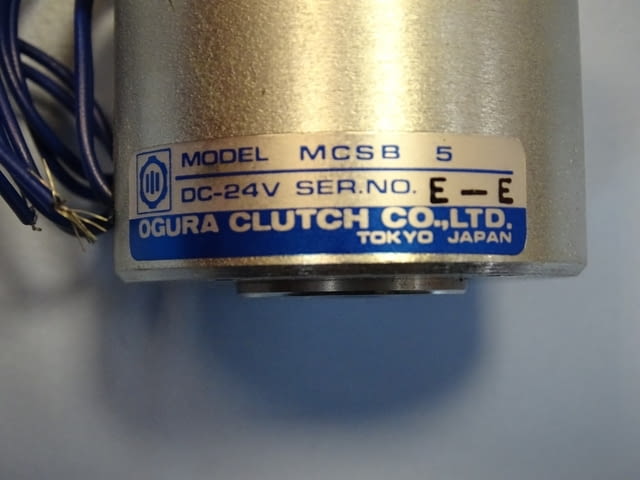 MODEL MCSB 5
DC-24V SER.NO. E-E
OGURA CLUTCH CO.,LTD.
TOKYO JAPAN